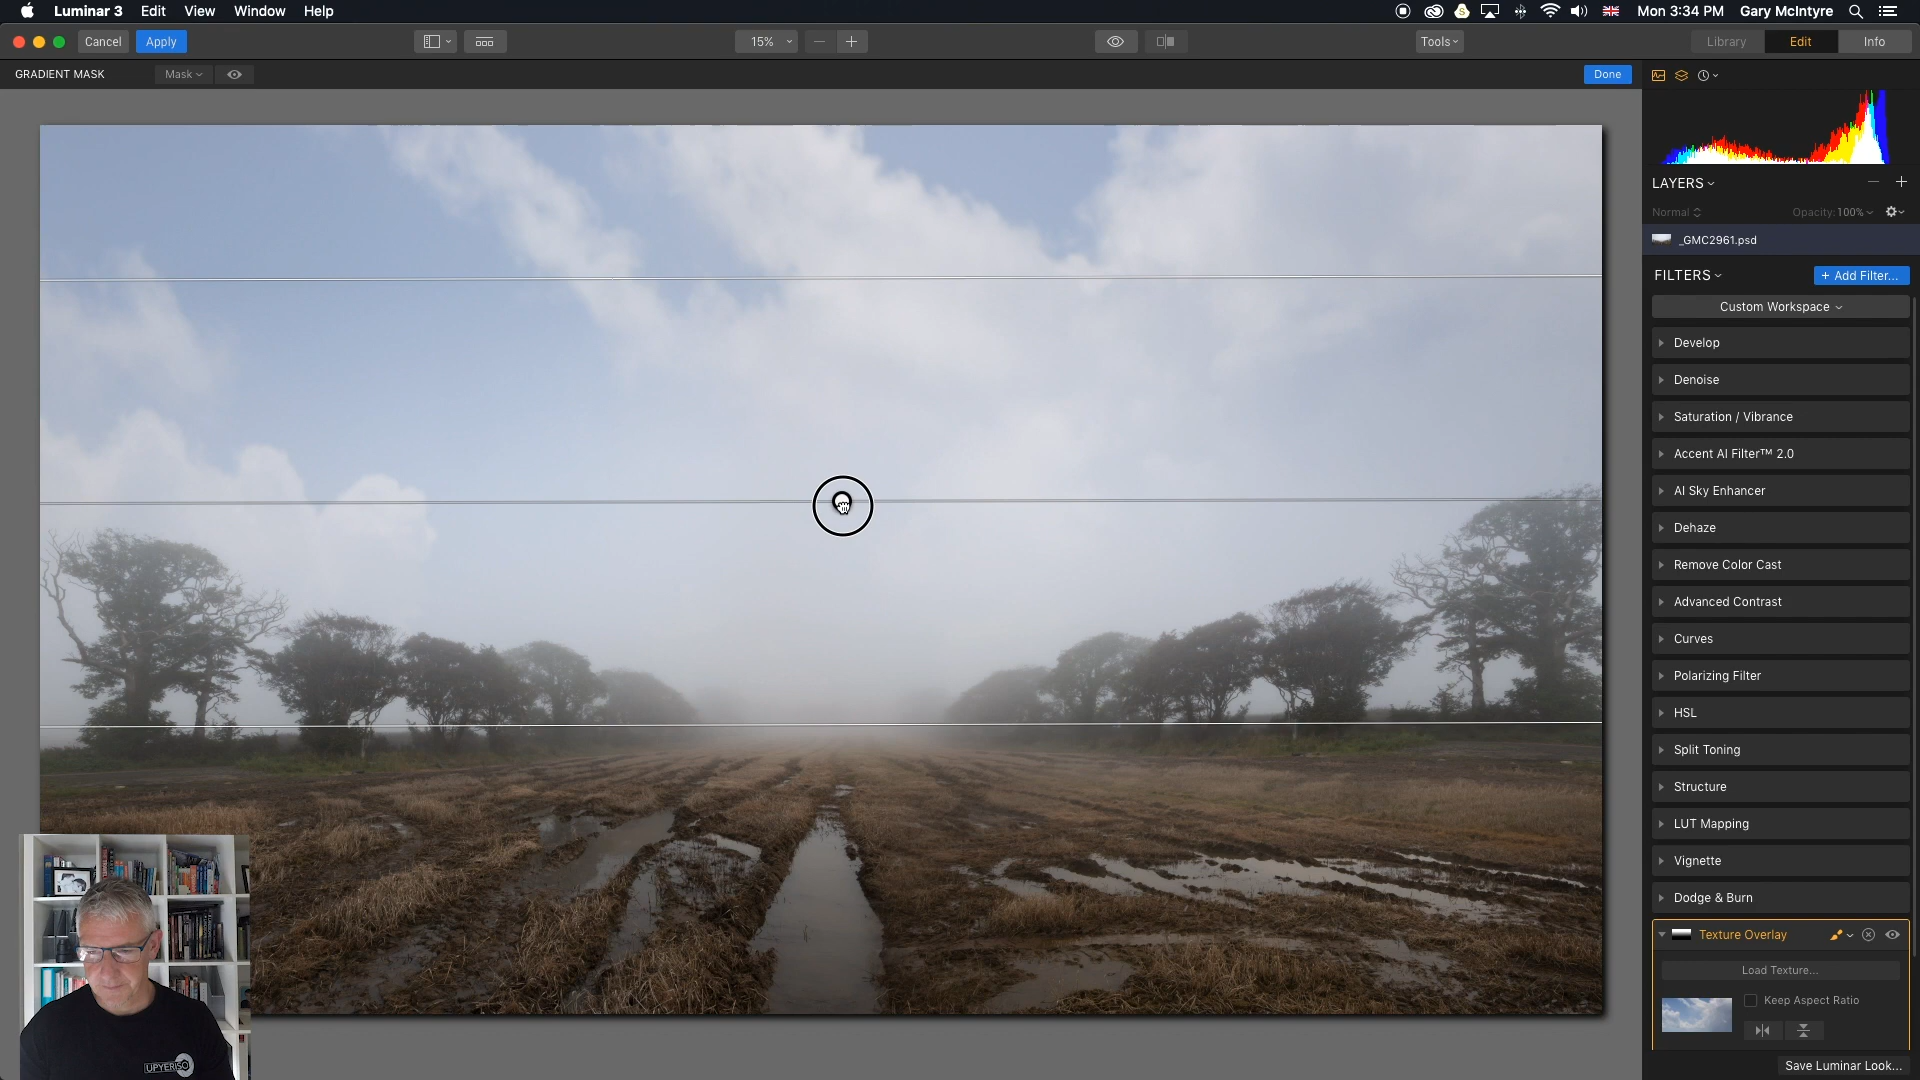 Luminar 3 Edit View Window Help
S Mon 3:34 PM Gary McIntyre
Cancel Apply 15% Tools Library Edit Info
GRADIENT MASK Mask Done
LAYERS
Normal Opacity: 100%
_GMC2961.psd
FILTERS + Add Filter...
Custom Workspace
Develop
Denoise
Saturation / Vibrance
Accent AI Filter™ 2.0
AI Sky Enhancer
Dehaze
Remove Color Cast
Advanced Contrast
Curves
Polarizing Filter
HSL
Split Toning
Structure
LUT Mapping
Vignette
Dodge & Burn
Texture Overlay
Load Texture...
Keep Aspect Ratio
Save Luminar Look...
UPYERISO